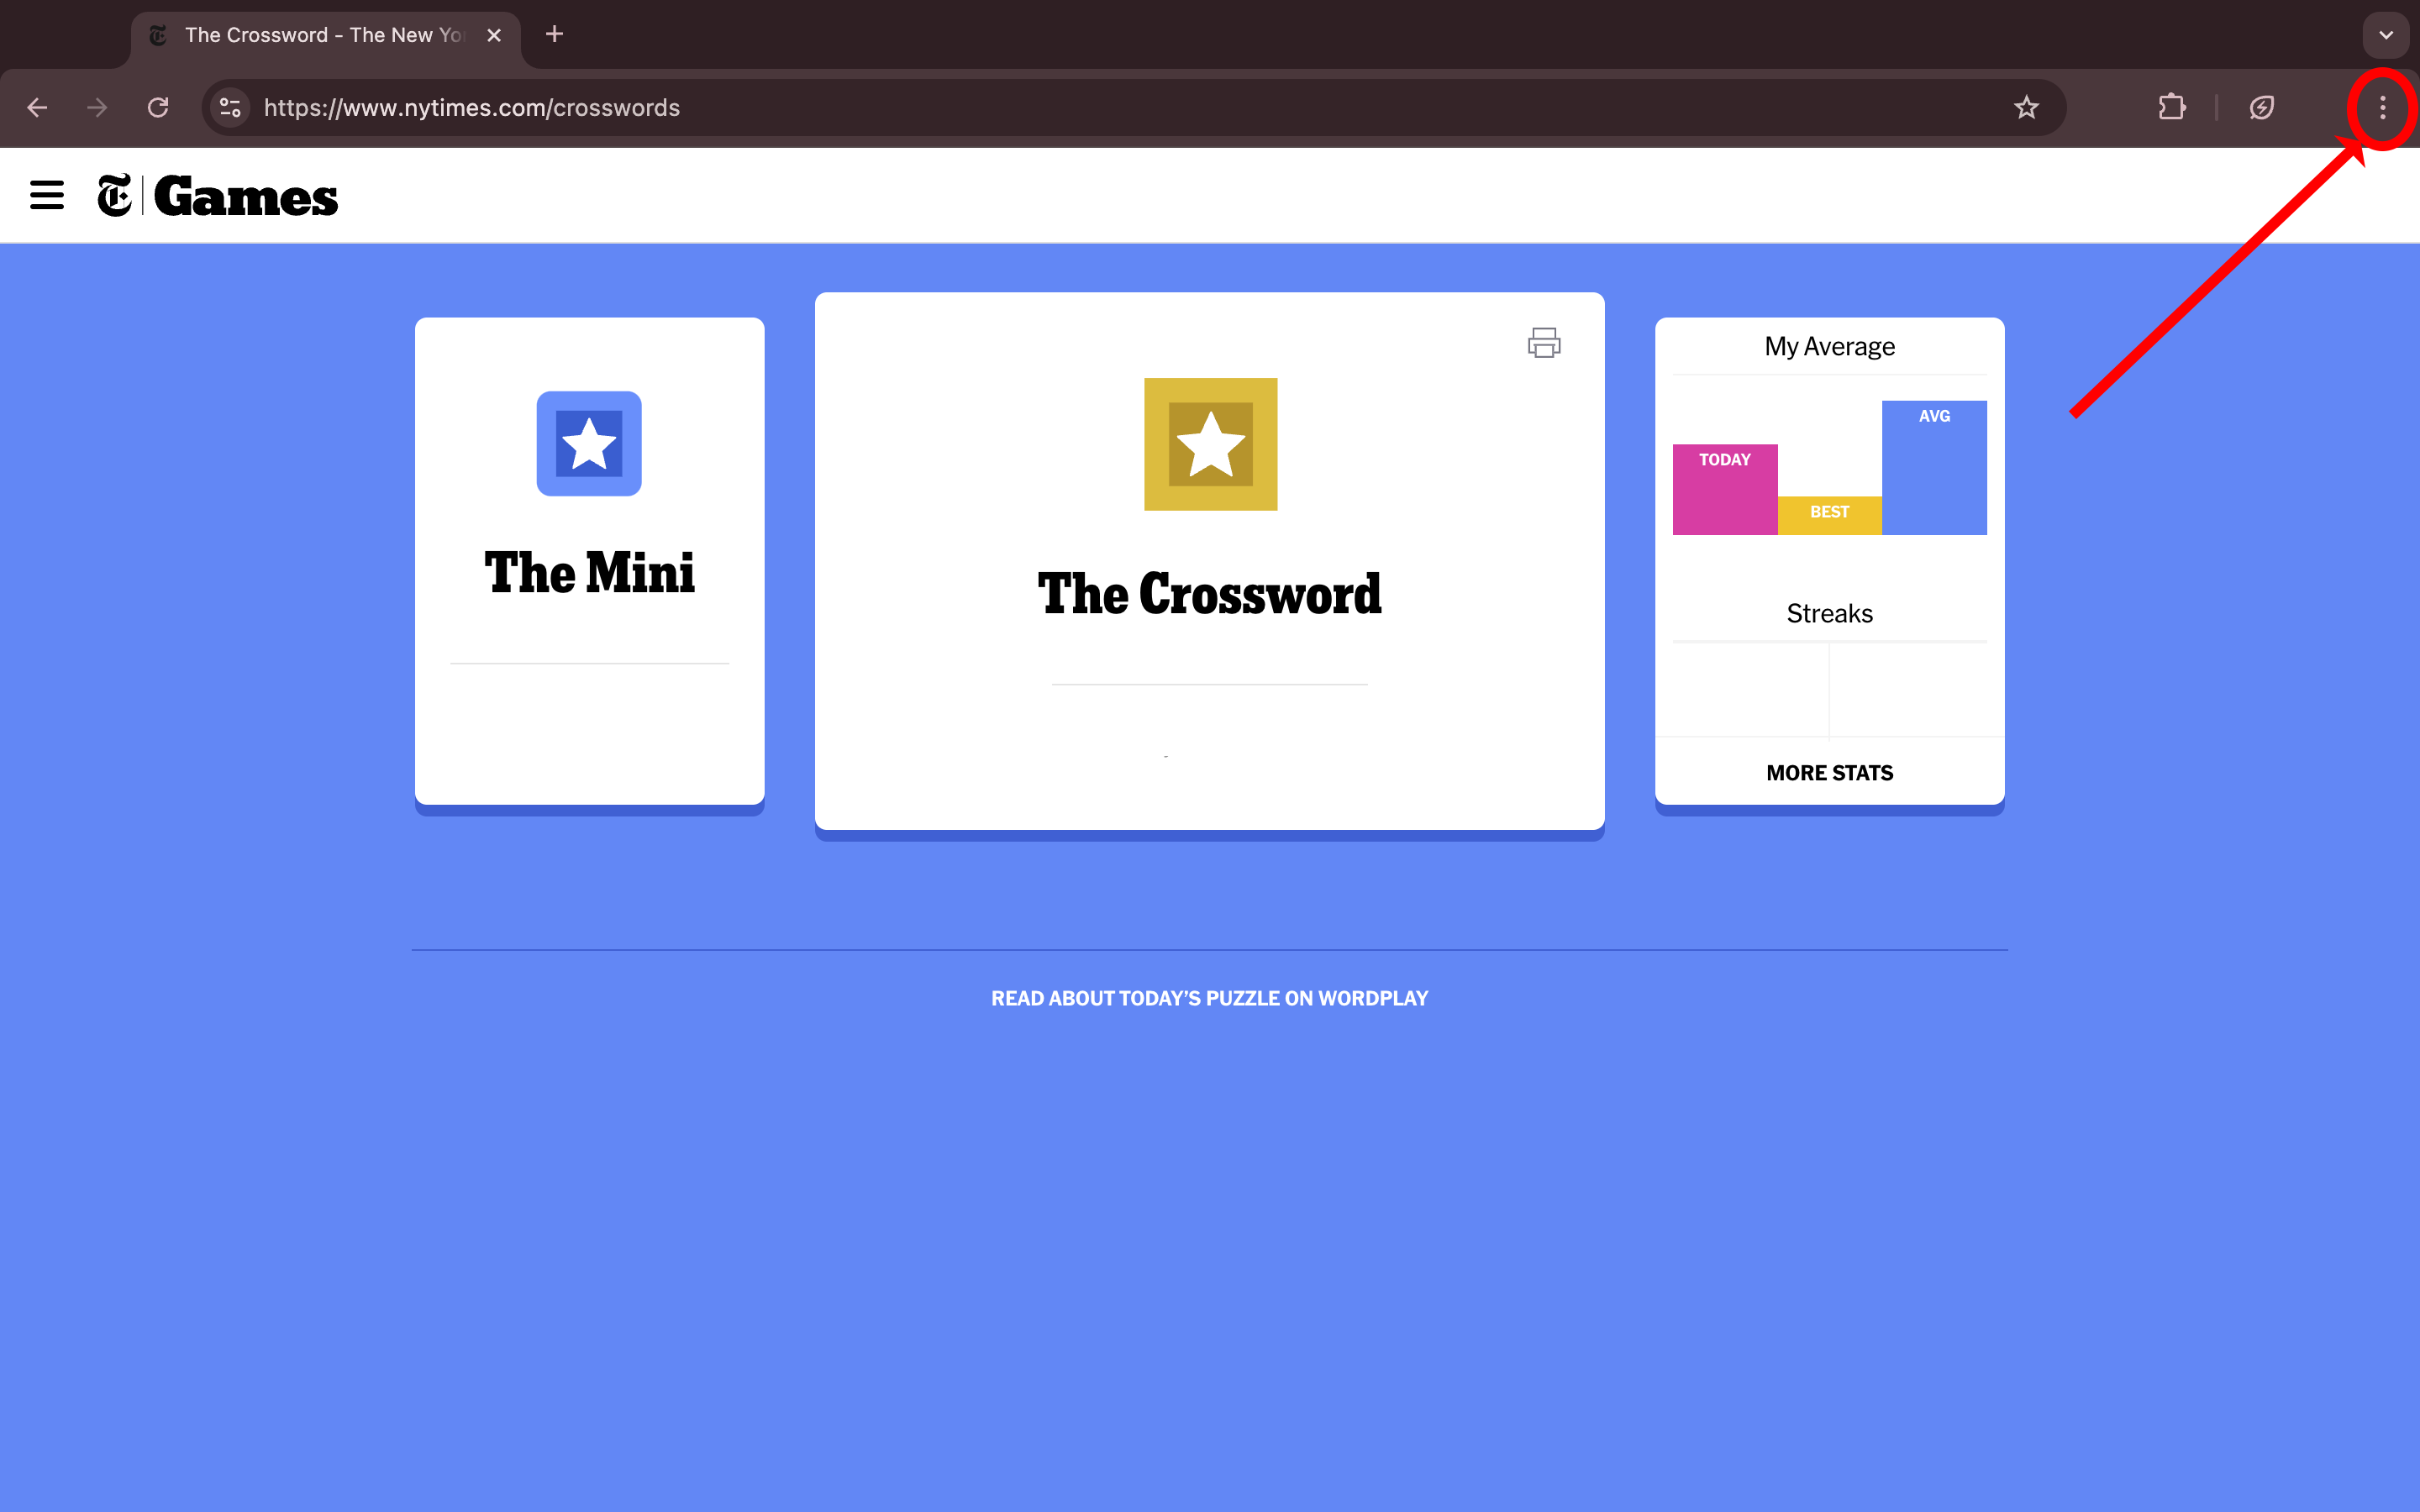 The Crossword - The New Yo
https://www.nytimes.com/crosswords
T Games
The Mini
The Crossword
My Average
TODAY
BEST
AVG
Streaks
MORE STATS
READ ABOUT TODAY’S PUZZLE ON WORDPLAY